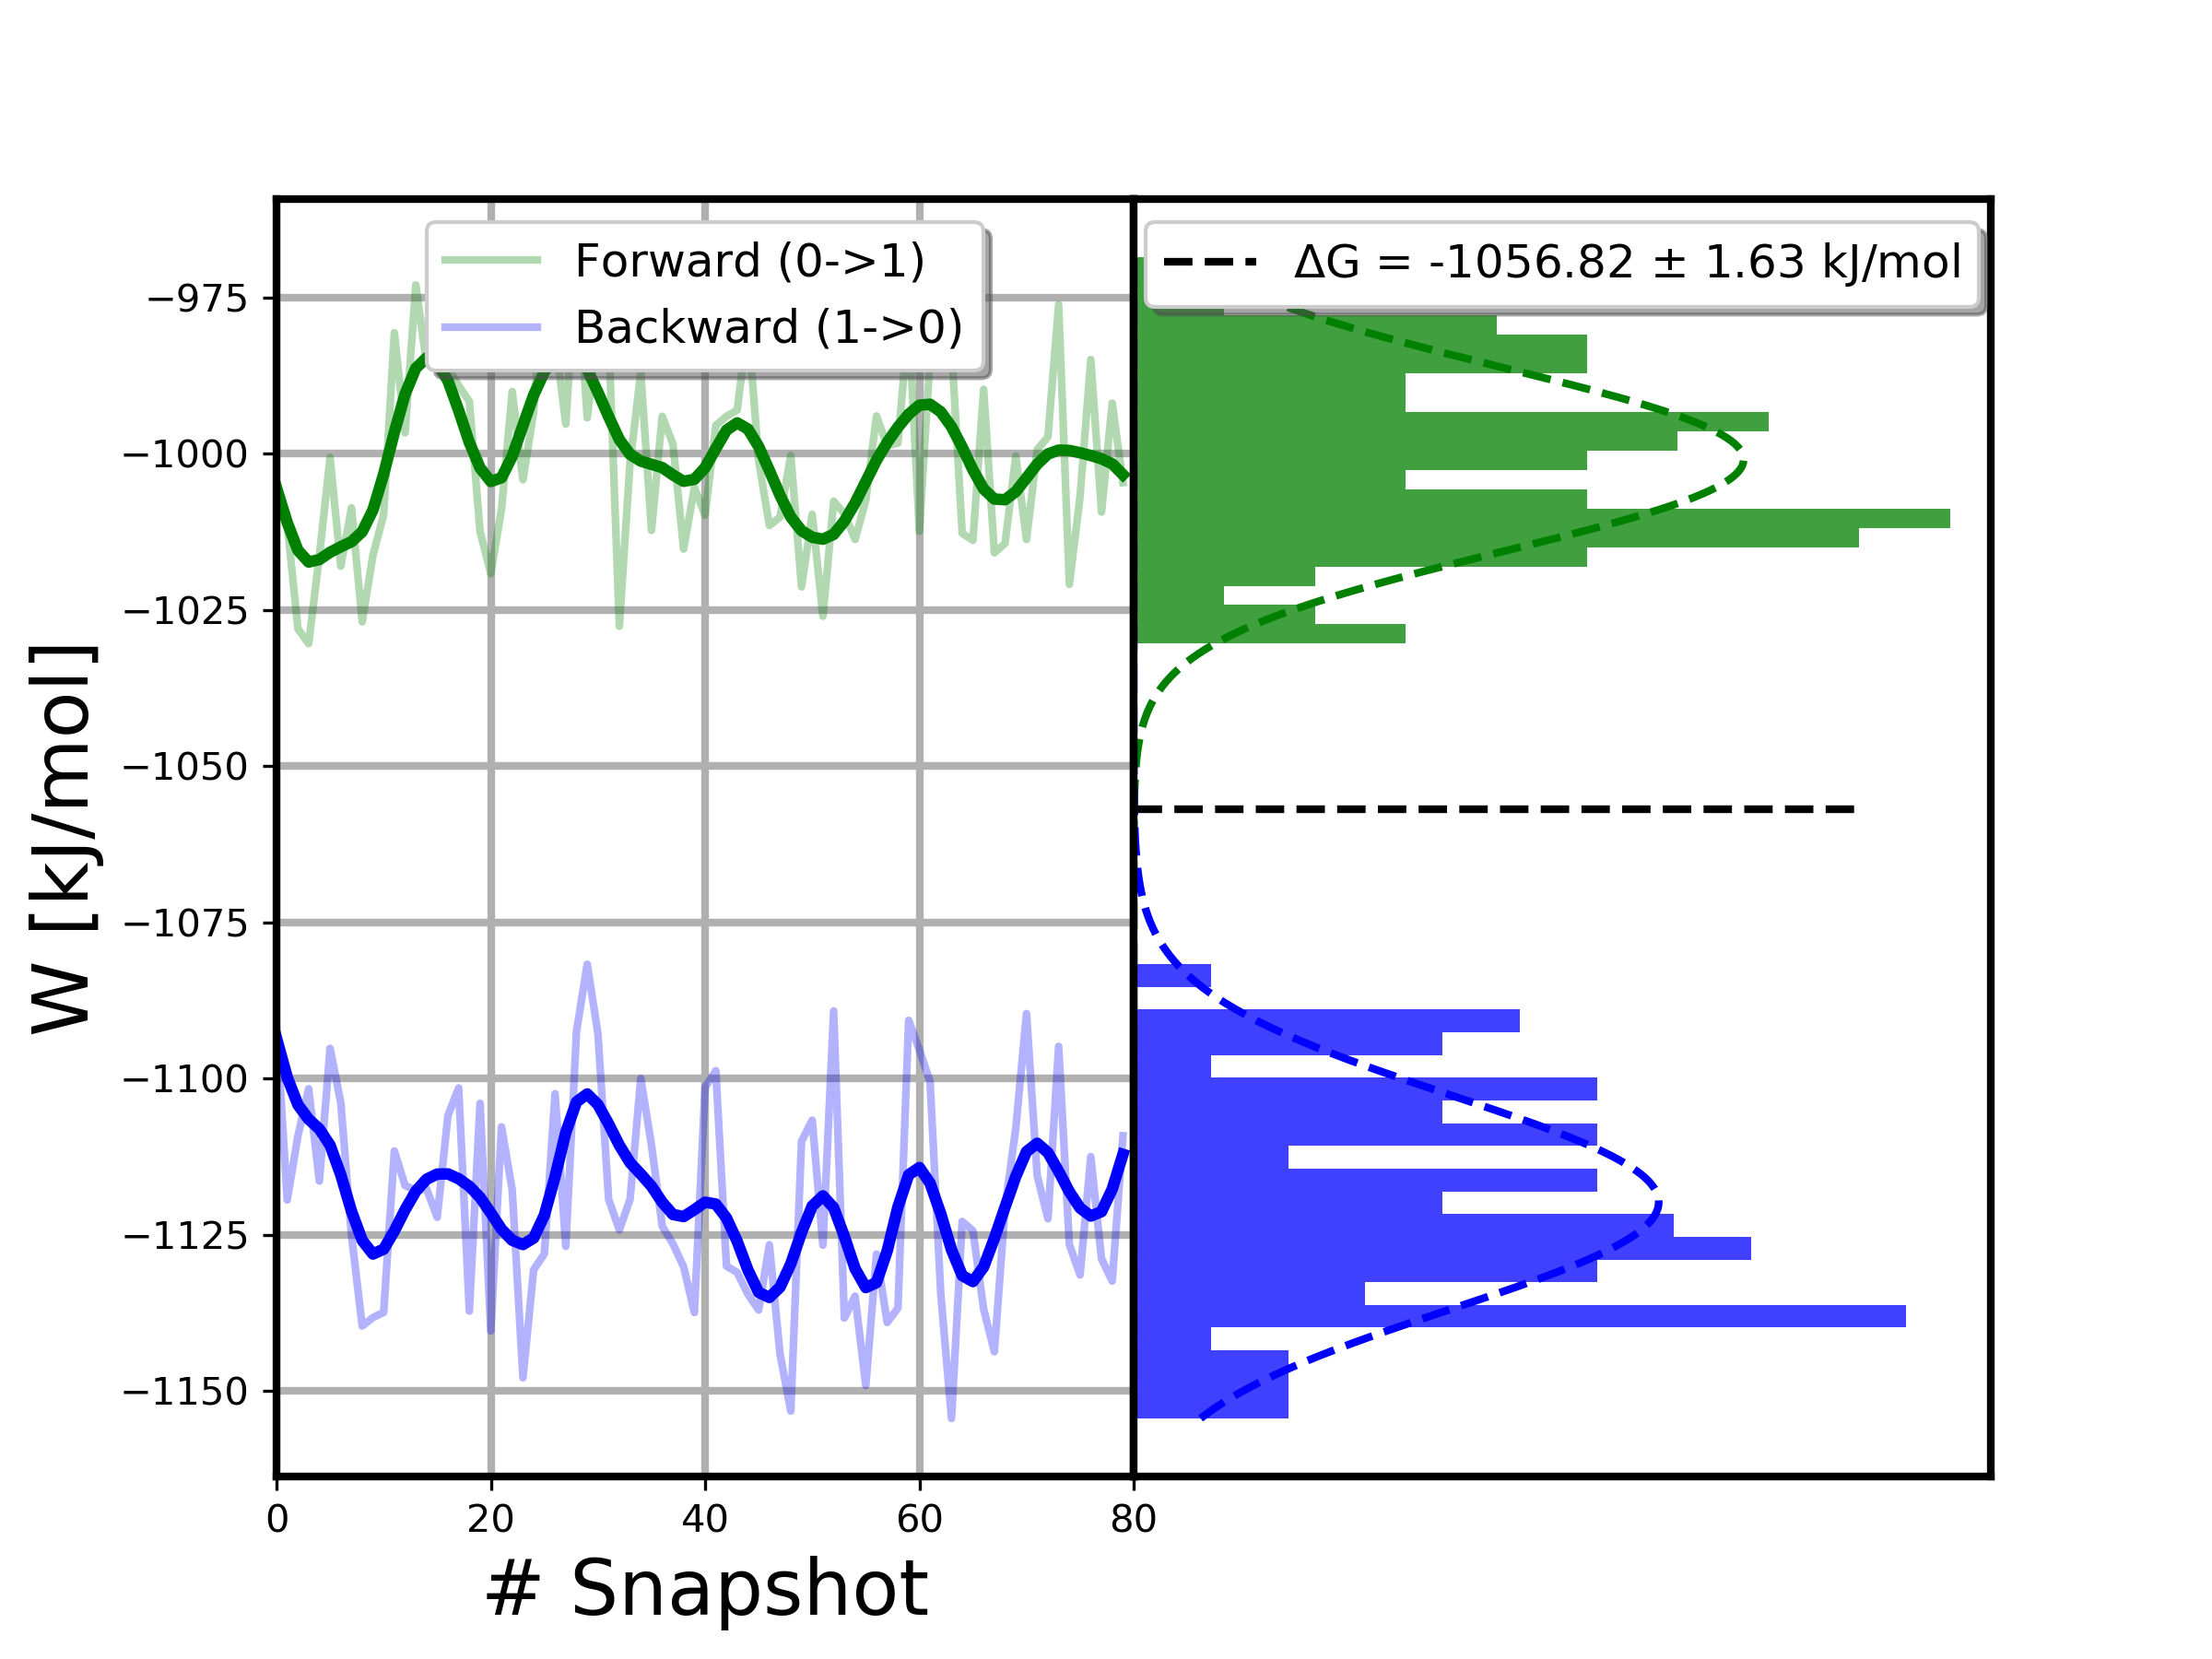 Forward (0->1)
Backward (1->0)
ΔG = -1056.82 ± 1.63 kJ/mol
W [kJ/mol]
−975
−1000
−1025
−1050
−1075
−1100
−1125
−1150
0 20 40 60 80
# Snapshot